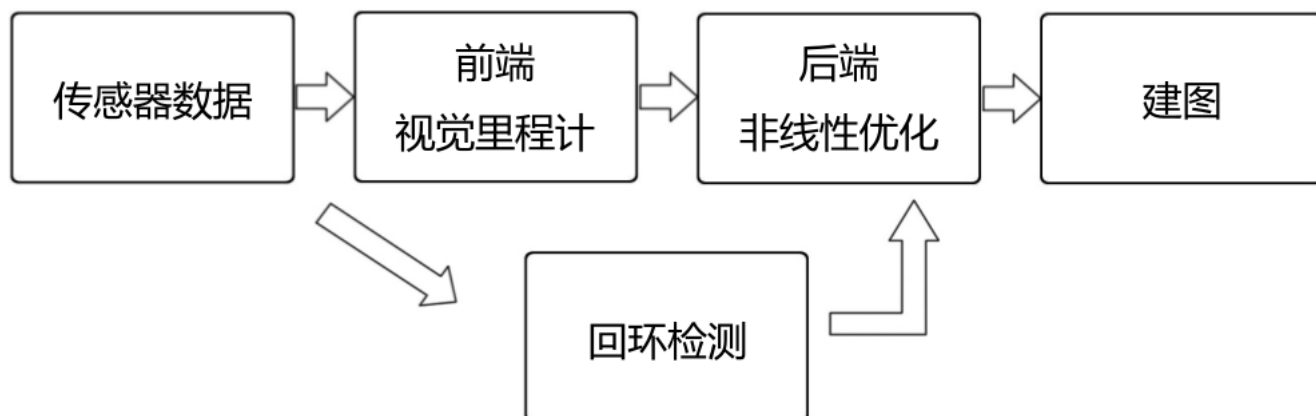 传感器数据
前端
视觉里程计
后端
非线性优化
建图
回环检测